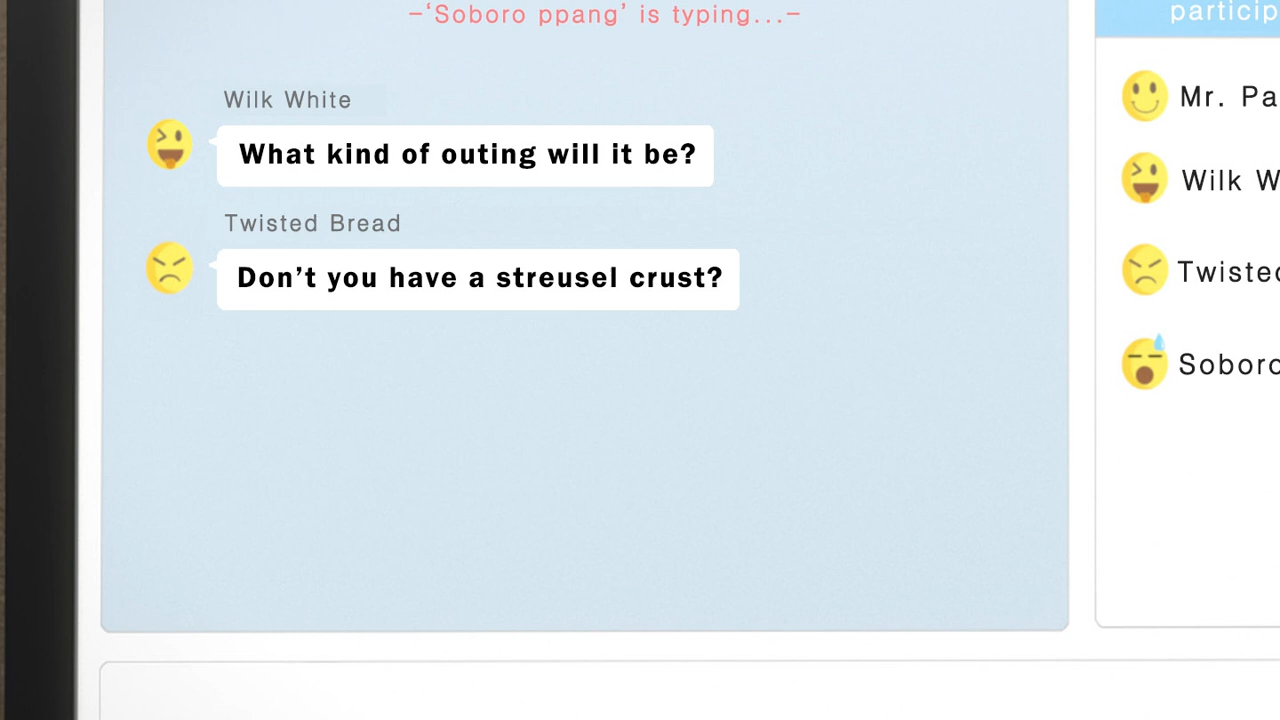 –‘Soboro ppang’ is typing...–
particip
Wilk White
What kind of outing will it be?
Twisted Bread
Don’t you have a streusel crust?
Mr. Pa
Wilk W
Twisted
Soboro